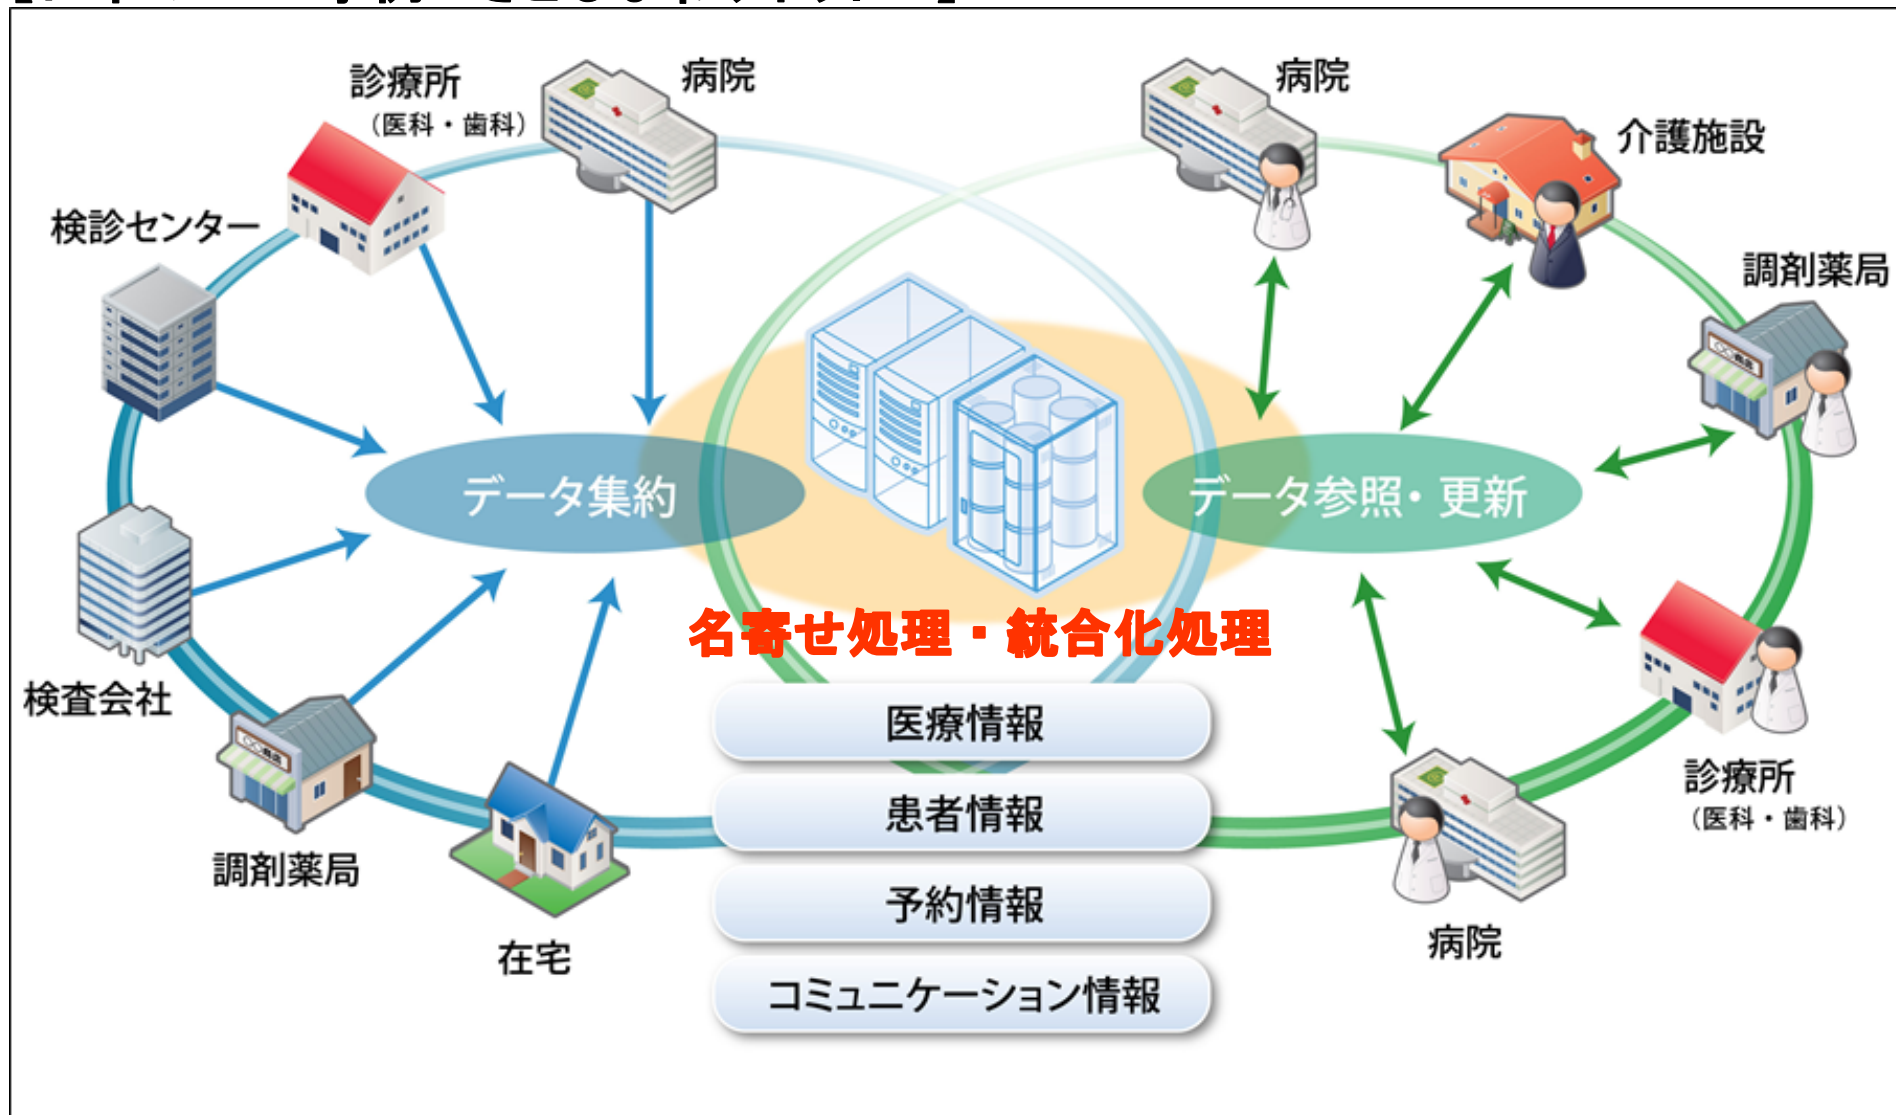 診療所
（医科・歯科）
病院
検診センター
検査会社
調剤薬局
在宅
データ集約
名寄せ処理・統合化処理
医療情報
患者情報
予約情報
コミュニケーション情報
病院
介護施設
調剤薬局
データ参照・更新
診療所
（医科・歯科）
病院